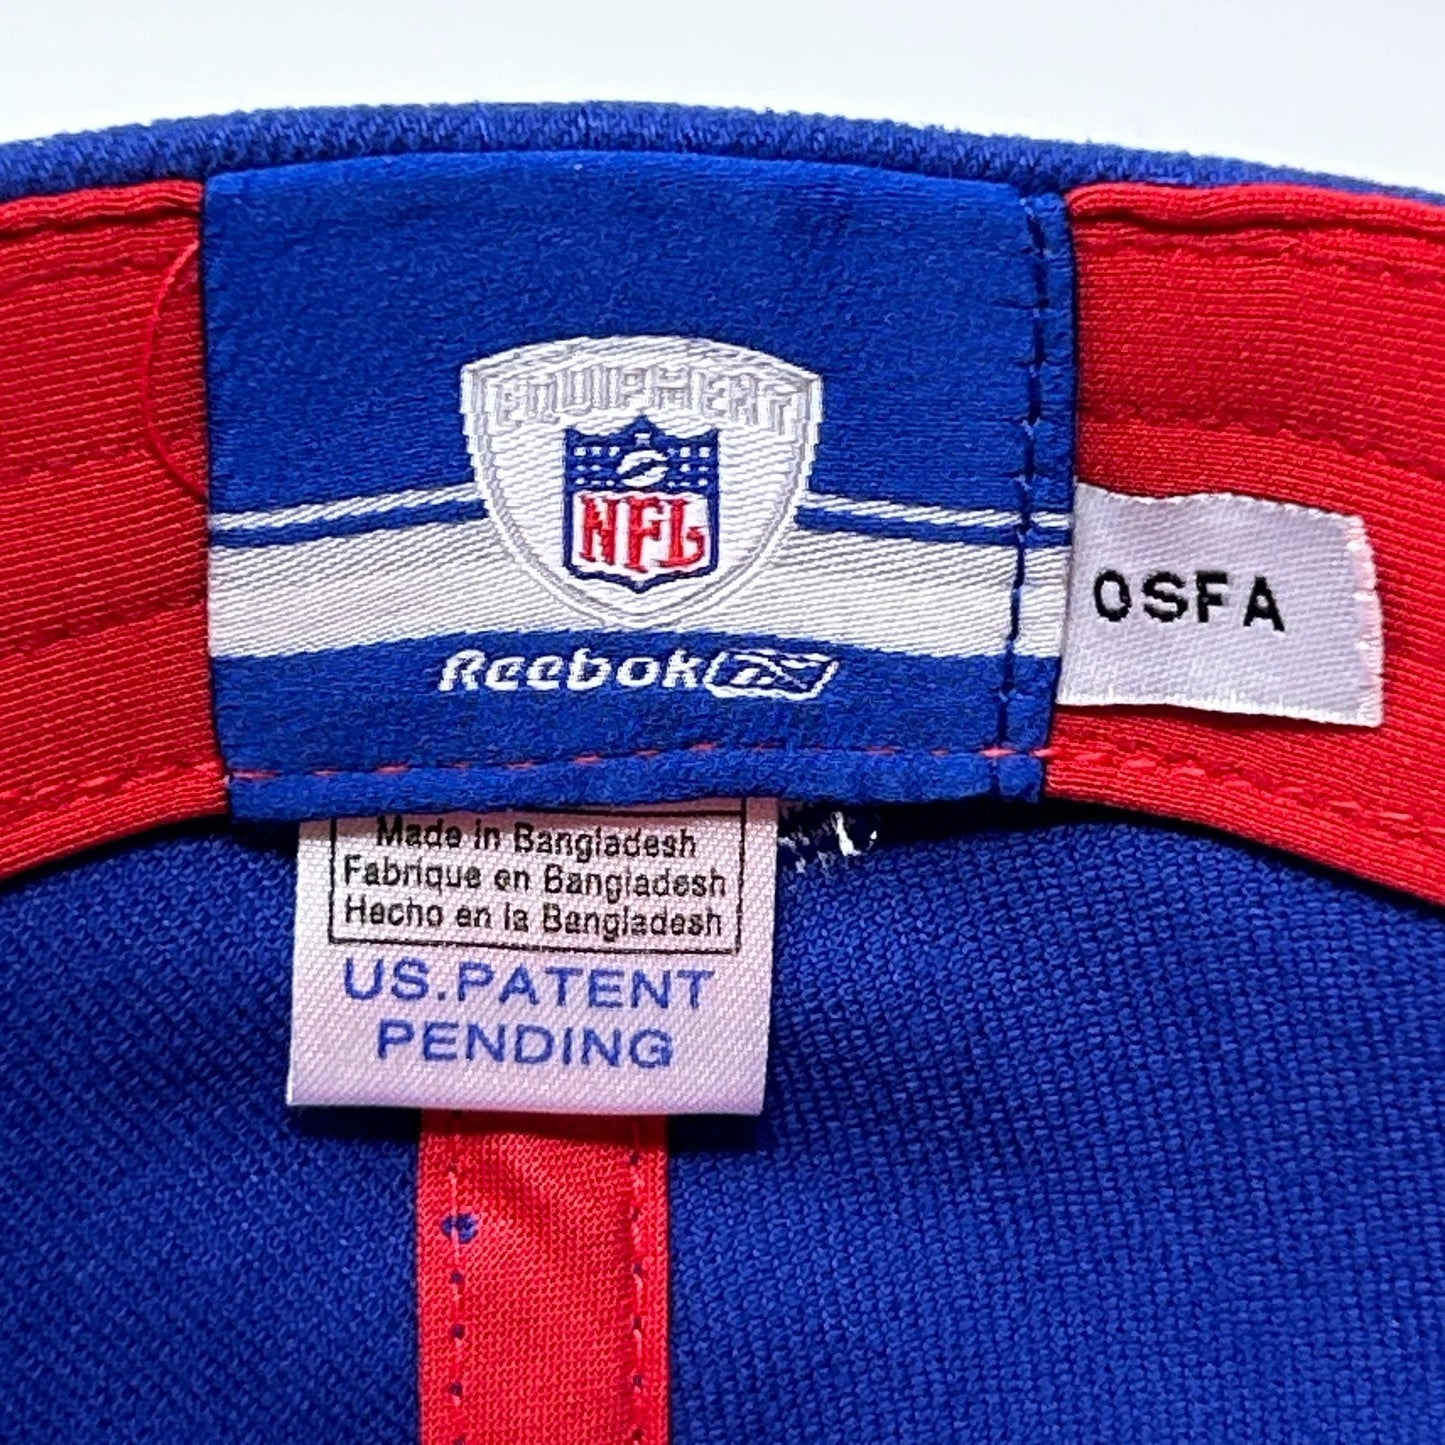 EQUIPMENT
NFL
Reebok
OSFA
Made in Bangladesh
Fabrique en Bangladesh
Hecho en la Bangladesh
US.PATENT
PENDING